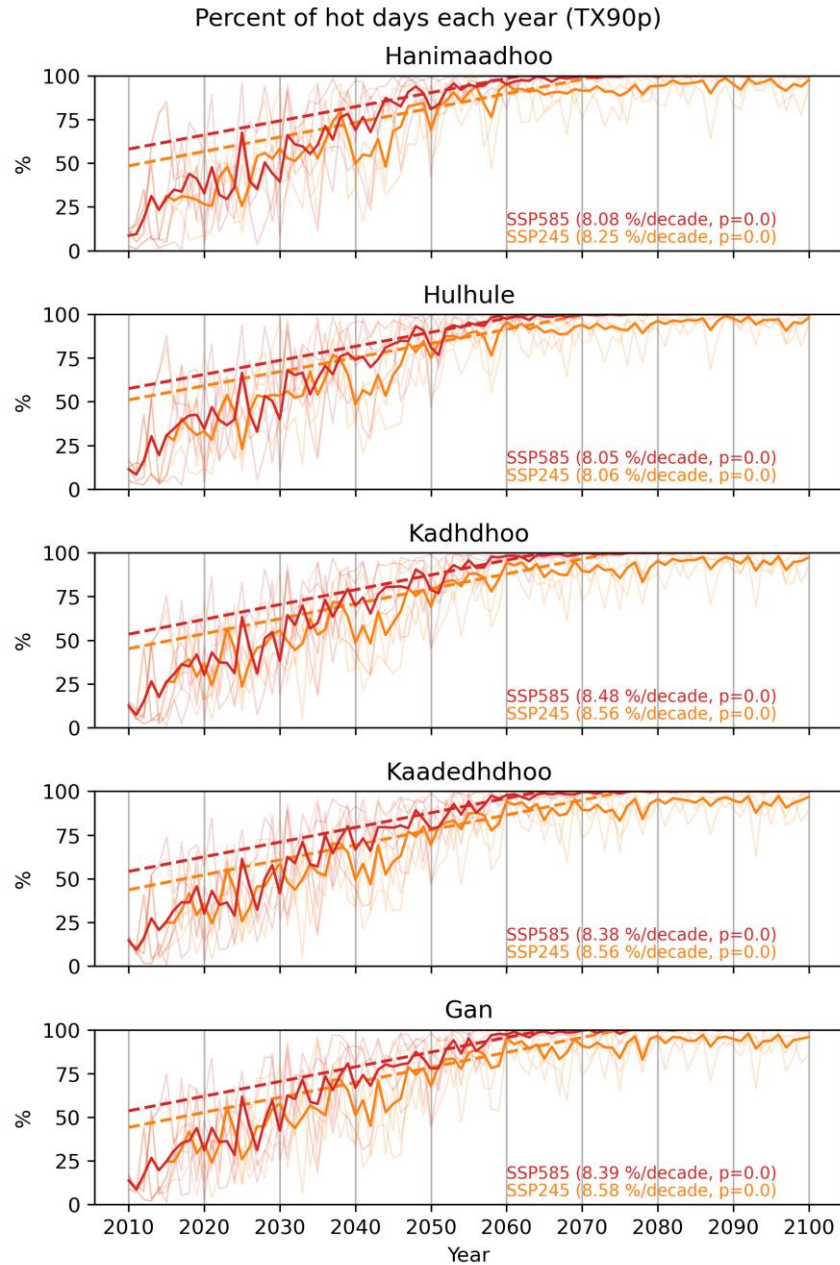 Percent of hot days each year (TX90p)
Hanimaadhoo
100
75
50
25
0
%
SSP585 (8.08 %/decade, p=0.0)
SSP245 (8.25 %/decade, p=0.0)
Hulhule
100
75
50
25
0
%
SSP585 (8.05 %/decade, p=0.0)
SSP245 (8.06 %/decade, p=0.0)
Kadhdhoo
100
75
50
25
0
%
SSP585 (8.48 %/decade, p=0.0)
SSP245 (8.56 %/decade, p=0.0)
Kaadedhdhoo
100
75
50
25
0
%
SSP585 (8.38 %/decade, p=0.0)
SSP245 (8.56 %/decade, p=0.0)
Gan
100
75
50
25
0
%
SSP585 (8.39 %/decade, p=0.0)
SSP245 (8.58 %/decade, p=0.0)
2010 2020 2030 2040 2050 2060 2070 2080 2090 2100
Year